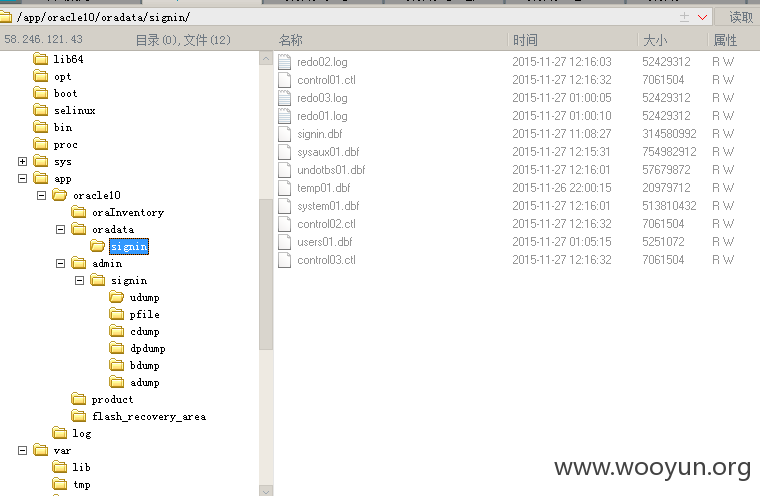 /app/oracle10/oradata/signin/ 读取
58.246.121.43 目录(0),文件(12) 名称 时间 大小 属性
lib64
opt
boot
selinux
bin
proc
sys
app
oracle10
oraInventory
oradata
signin
admin
signin
udump
pfile
cdump
dpdump
bdump
adump
product
flash_recovery_area
log
var
lib
tmp
redo02.log 2015-11-27 12:16:03 52429312 R W
control01.ctl 2015-11-27 12:16:32 7061504 R W
redo03.log 2015-11-27 01:00:05 52429312 R W
redo01.log 2015-11-27 01:00:10 52429312 R W
signin.dbf 2015-11-27 11:08:27 314580992 R W
sysaux01.dbf 2015-11-27 12:15:31 754982912 R W
undotbs01.dbf 2015-11-27 12:16:01 57679872 R W
temp01.dbf 2015-11-26 22:00:15 20979712 R W
system01.dbf 2015-11-27 12:16:01 513810432 R W
control02.ctl 2015-11-27 12:16:32 7061504 R W
users01.dbf 2015-11-27 01:05:15 5251072 R W
control03.ctl 2015-11-27 12:16:32 7061504 R W
www.wooyun.org